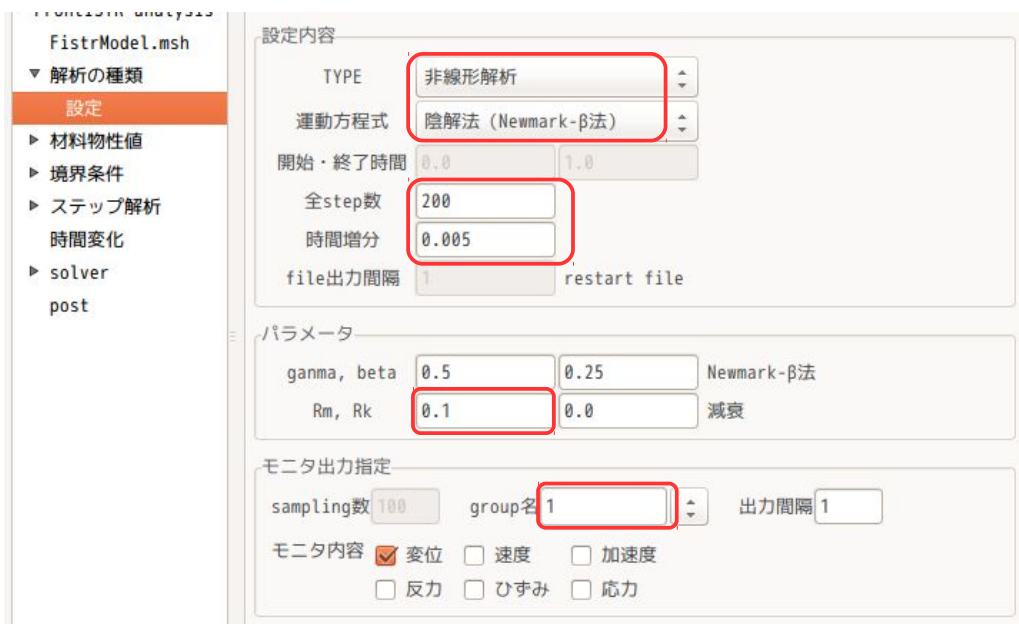 FistrModel.msh
解析の種類
設定
材料物性値
境界条件
ステップ解析
時間変化
solver
post
設定内容
TYPE 非線形解析
運動方程式 陰解法 (Newmark-β法)
開始・終了時間 0.0 1.0
全step数 200
時間増分 0.005
file出力間隔 1 restart file
パラメータ
ganma, beta 0.5 0.25 Newmark-β法
Rm, Rk 0.1 0.0 減衰
モニタ出力指定
sampling数 100 group名 1 出力間隔 1
モニタ内容 変位 速度 加速度
反力 ひずみ 応力